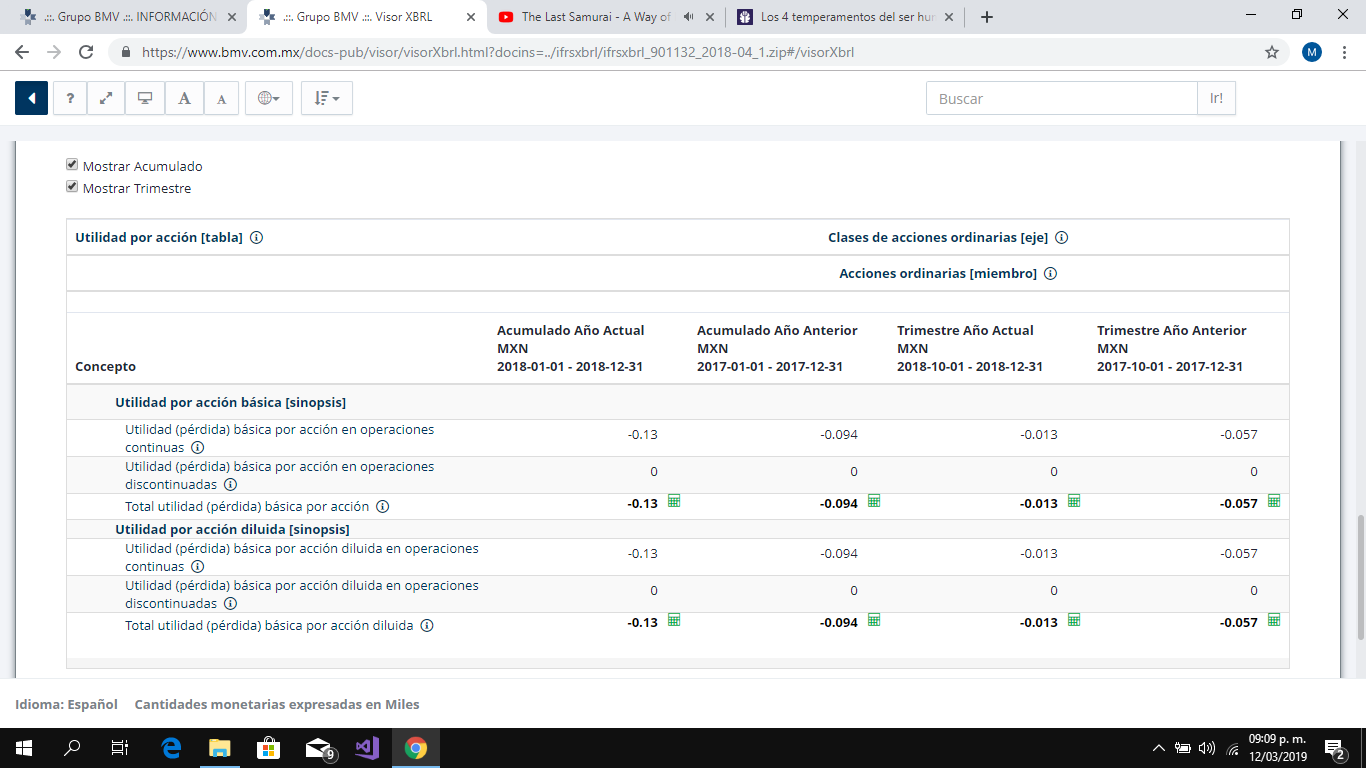 .::. Grupo BMV .::. INFORMACIÓN
.::. Grupo BMV .::. Visor XBRL
The Last Samurai - A Way of
Los 4 temperamentos del ser hu
https://www.bmv.com.mx/docs-pub/visor/visorXbrl.html?docins=../ifrsxbrl/ifrsxbrl_901132_2018-04_1.zip#/visorXbrl
M
? A A
Buscar
Ir!
Mostrar Acumulado
Mostrar Trimestre
Utilidad por acción [tabla] Clases de acciones ordinarias [eje]
Acciones ordinarias [miembro]
Concepto
Acumulado Año Actual
MXN
2018-01-01 - 2018-12-31
Acumulado Año Anterior
MXN
2017-01-01 - 2017-12-31
Trimestre Año Actual
MXN
2018-10-01 - 2018-12-31
Trimestre Año Anterior
MXN
2017-10-01 - 2017-12-31
Utilidad por acción básica [sinopsis]
Utilidad (pérdida) básica por acción en operaciones
continuas
-0.13 -0.094 -0.013 -0.057
Utilidad (pérdida) básica por acción en operaciones
discontinuadas
0 0 0 0
Total utilidad (pérdida) básica por acción -0.13 -0.094 -0.013 -0.057
Utilidad por acción diluida [sinopsis]
Utilidad (pérdida) básica por acción diluida en operaciones
continuas
-0.13 -0.094 -0.013 -0.057
Utilidad (pérdida) básica por acción diluida en operaciones
discontinuadas
0 0 0 0
Total utilidad (pérdida) básica por acción diluida -0.13 -0.094 -0.013 -0.057
Idioma: Español Cantidades monetarias expresadas en Miles
9
09:09 p. m.
12/03/2019
2